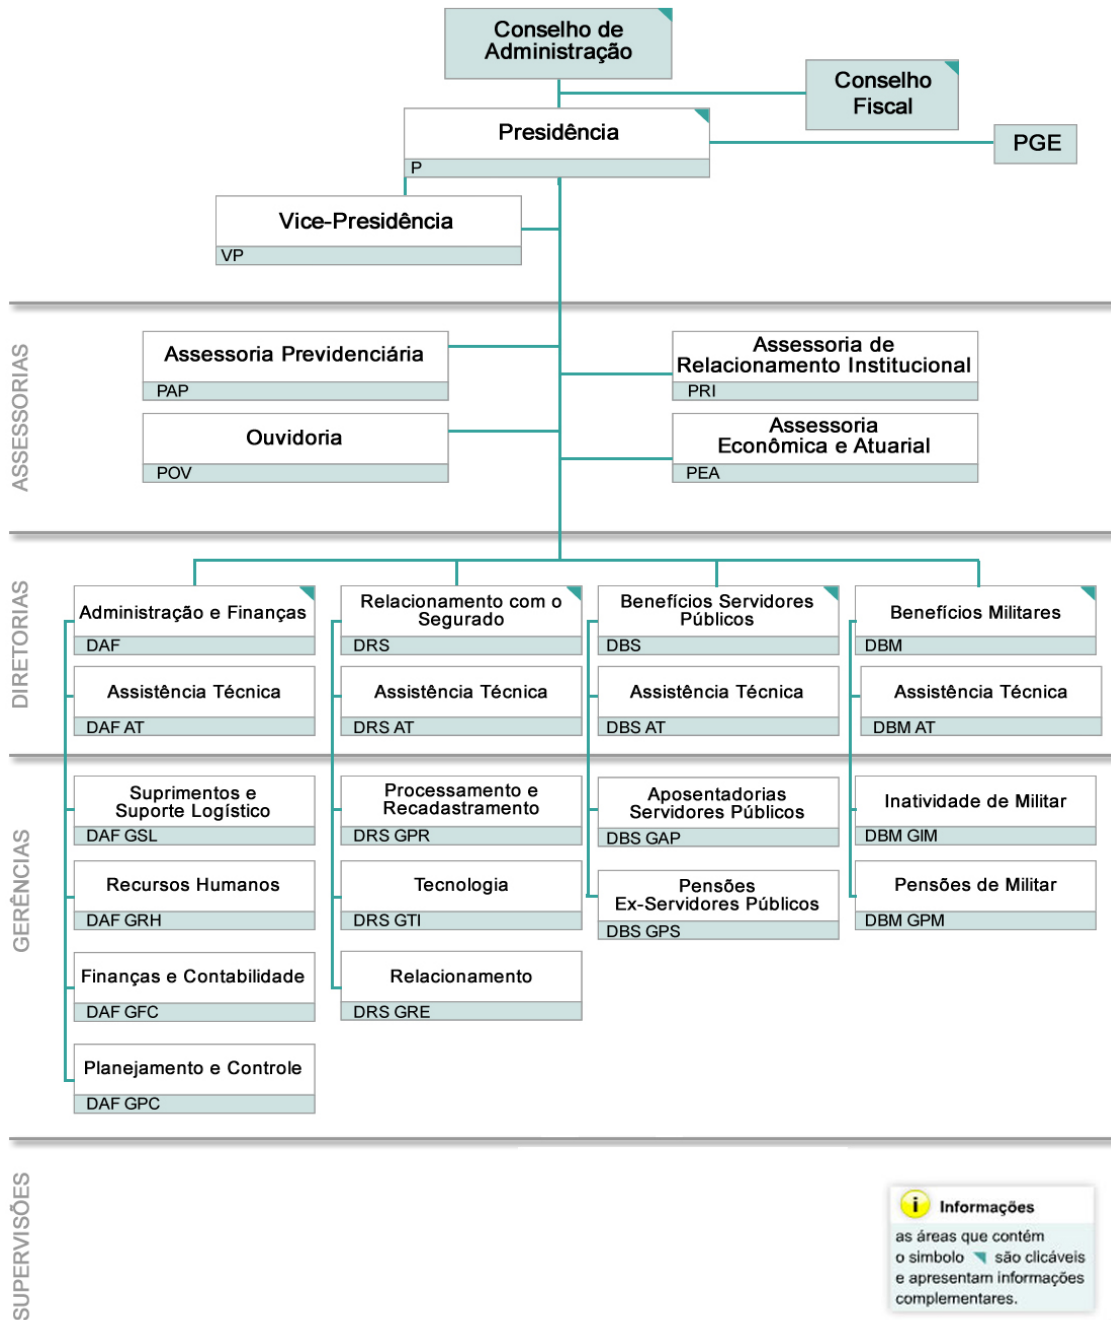 Conselho de
Administração
Conselho
Fiscal
Presidência
P
PGE
Vice-Presidência
VP
ASSESSORIAS
Assessoria Previdenciária
PAP
Assessoria de
Relacionamento Institucional
PRI
Ouvidoria
POV
Assessoria
Econômica e Atuarial
PEA
DIRETORIAS
Administração e Finanças
DAF
Relacionamento com o
Segurado
DRS
Benefícios Servidores
Públicos
DBS
Benefícios Militares
DBM
Assistência Técnica
DAF AT
Assistência Técnica
DRS AT
Assistência Técnica
DBS AT
Assistência Técnica
DBM AT
GERÊNCIAS
Suprimentos e
Suporte Logístico
DAF GSL
Processamento e
Recadastramento
DRS GPR
Aposentadorias
Servidores Públicos
DBS GAP
Inatividade de Militar
DBM GIM
Recursos Humanos
DAF GRH
Tecnologia
DRS GTI
Pensões
Ex-Servidores Públicos
DBS GPS
Pensões de Militar
DBM GPM
Finanças e Contabilidade
DAF GFC
Relacionamento
DRS GRE
Planejamento e Controle
DAF GPC
SUPERVISÕES
i Informações
as áreas que contém
o simbolo são clicáveis
e apresentam informações
complementares.